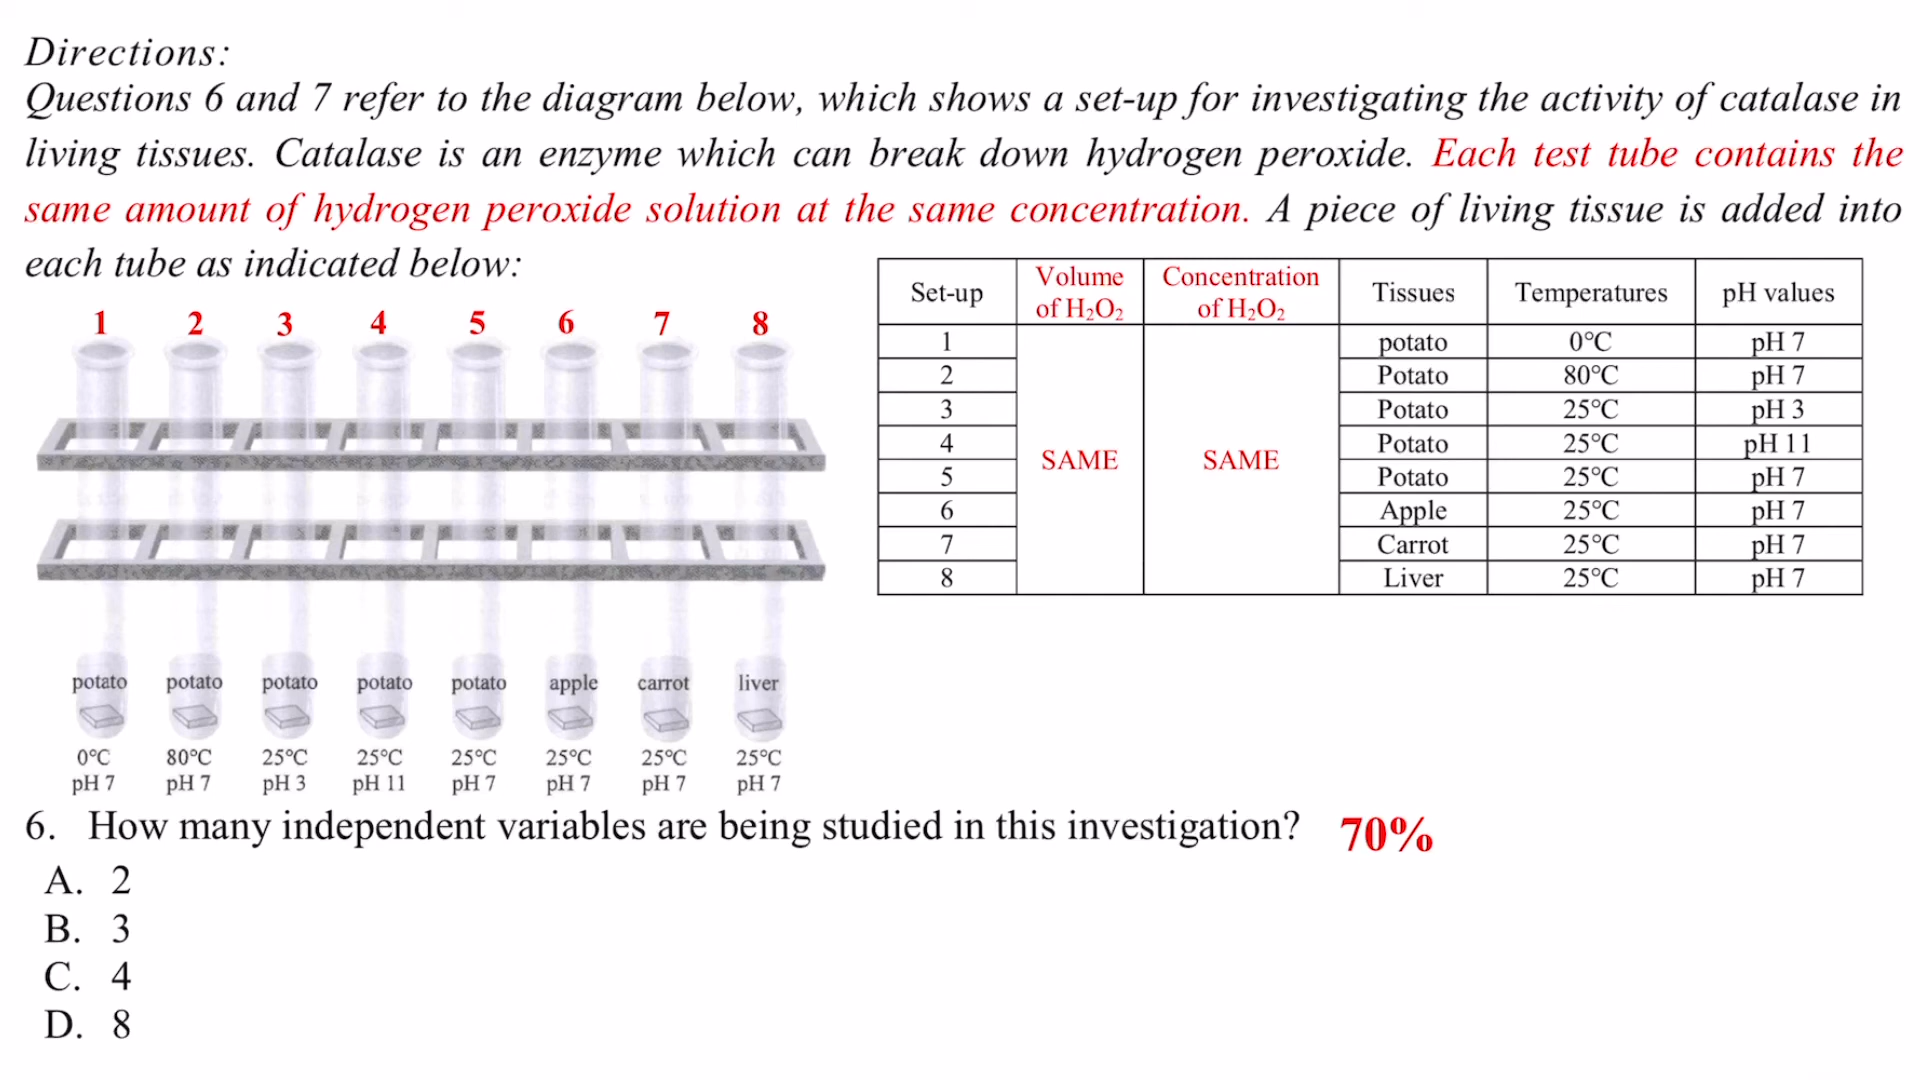 Directions:
Questions 6 and 7 refer to the diagram below, which shows a set-up for investigating the activity of catalase in
living tissues. Catalase is an enzyme which can break down hydrogen peroxide. Each test tube contains the
same amount of hydrogen peroxide solution at the same concentration. A piece of living tissue is added into
each tube as indicated below:
Set-up Volume of H₂O₂ Concentration of H₂O₂ Tissues Temperatures pH values
1 potato 0°C pH 7
2 Potato 80°C pH 7
3 Potato 25°C pH 3
4 Potato 25°C pH 11
SAME SAME
5 Potato 25°C pH 7
6 Apple 25°C pH 7
7 Carrot 25°C pH 7
8 Liver 25°C pH 7
1 2 3 4 5 6 7 8
potato potato potato potato potato apple carrot liver
0°C 80°C 25°C 25°C 25°C 25°C 25°C 25°C
pH 7 pH 7 pH 3 pH 11 pH 7 pH 7 pH 7 pH 7
6. How many independent variables are being studied in this investigation? 70%
A. 2
B. 3
C. 4
D. 8